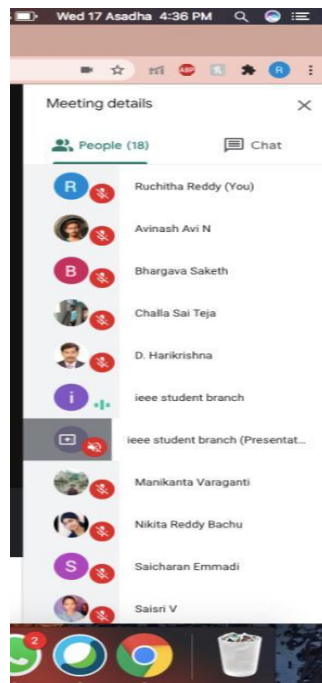 Wed 17 Asadha 4:36 PM
ABP
R
Meeting details
People (18)
Chat
R
Ruchitha Reddy (You)
Avinash Avi N
B
Bhargava Saketh
Challa Sai Teja
D. Harikrishna
i
ieee student branch
ieee student branch (Presentat...
Manikanta Varaganti
Nikita Reddy Bachu
S
Saicharan Emmadi
Saisri V
2